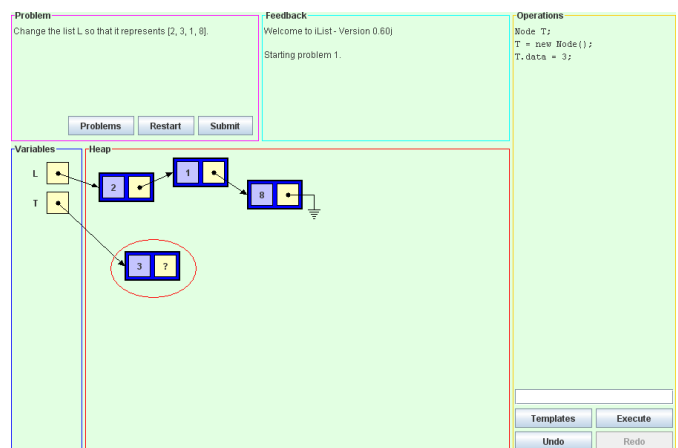 Problem
Change the list L so that it represents [2, 3, 1, 8].
Problems
Restart
Submit
Feedback
Welcome to iList - Version 0.60j
Starting problem 1.
Operations
Node T;
T = new Node();
T.data = 3;
Variables
L
T
Heap
2
1
8
3 ?
Templates
Execute
Undo
Redo